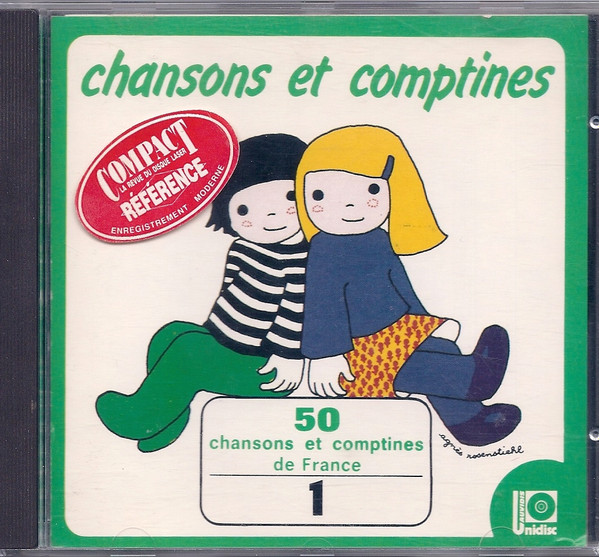 chansons et comptines
COMPACT
LA REVUE DU DISQUE LASER
RÉFÉRENCE
ENREGISTREMENT MODERNE
50
chansons et comptines
de France
1
agnès rosenstiehl
AUVIDIS
Unidisc